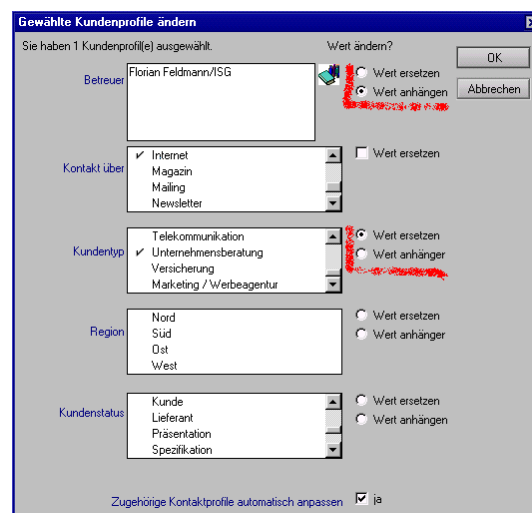 Gewählte Kundenprofile ändern
Sie haben 1 Kundenprofil(e) ausgewählt.
Wert ändern?
OK
Abbrechen
Betreuer
Florian Feldmann/ISG
Wert ersetzen
Wert anhängen
Kontakt über
Internet
Magazin
Mailing
Newsletter
Wert ersetzen
Kundentyp
Telekommunikation
Unternehmensberatung
Versicherung
Marketing / Werbeagentur
Wert ersetzen
Wert anhänger
Region
Nord
Süd
Ost
West
Wert ersetzen
Wert anhänger
Kundenstatus
Kunde
Lieferant
Präsentation
Spezifikation
Wert ersetzen
Wert anhängen
Zugehörige Kontaktprofile automatisch anpassen
ja